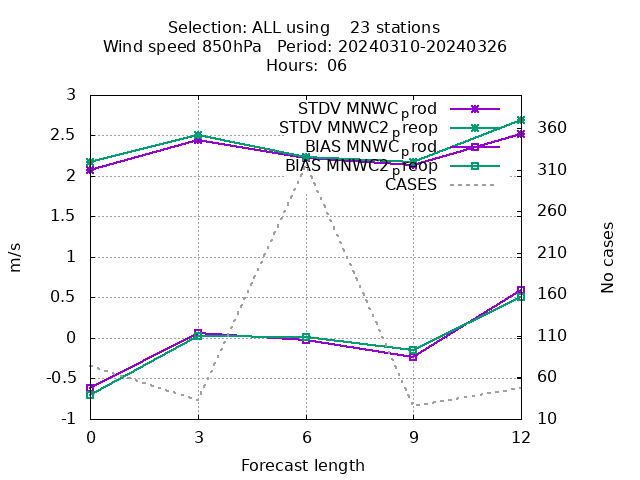 Selection: ALL using    23 stations
Wind speed 850hPa   Period: 20240310-20240326
Hours:  06
3
2.5
2
1.5
1
0.5
0
-0.5
-1
m/s
STDV MNWC_prod
STDV MNWC2_preop
BIAS MNWC_prod
BIAS MNWC2_preop
CASES
360
310
260
210
160
110
60
10
No cases
0 3 6 9 12
Forecast length